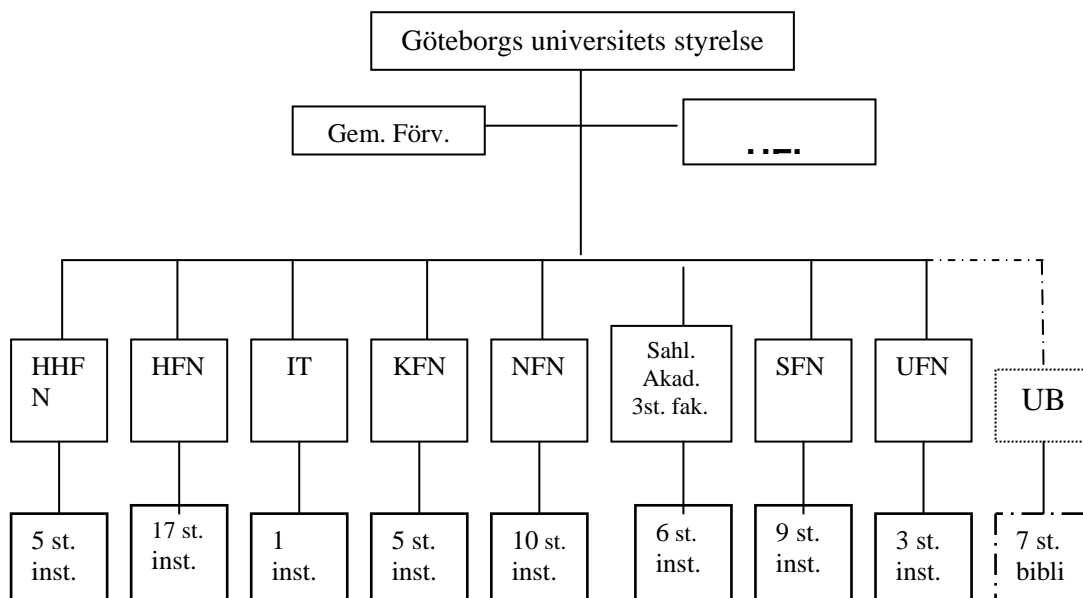 Göteborgs universitets styrelse
Gem. Förv.
HHF
N
HFN
IT
KFN
NFN
Sahl.
Akad.
3st. fak.
SFN
UFN
UB
5 st.
inst.
17 st.
inst.
1
inst.
5 st.
inst.
10 st.
inst.
6 st.
inst.
9 st.
inst.
3 st.
inst.
7 st.
bibli